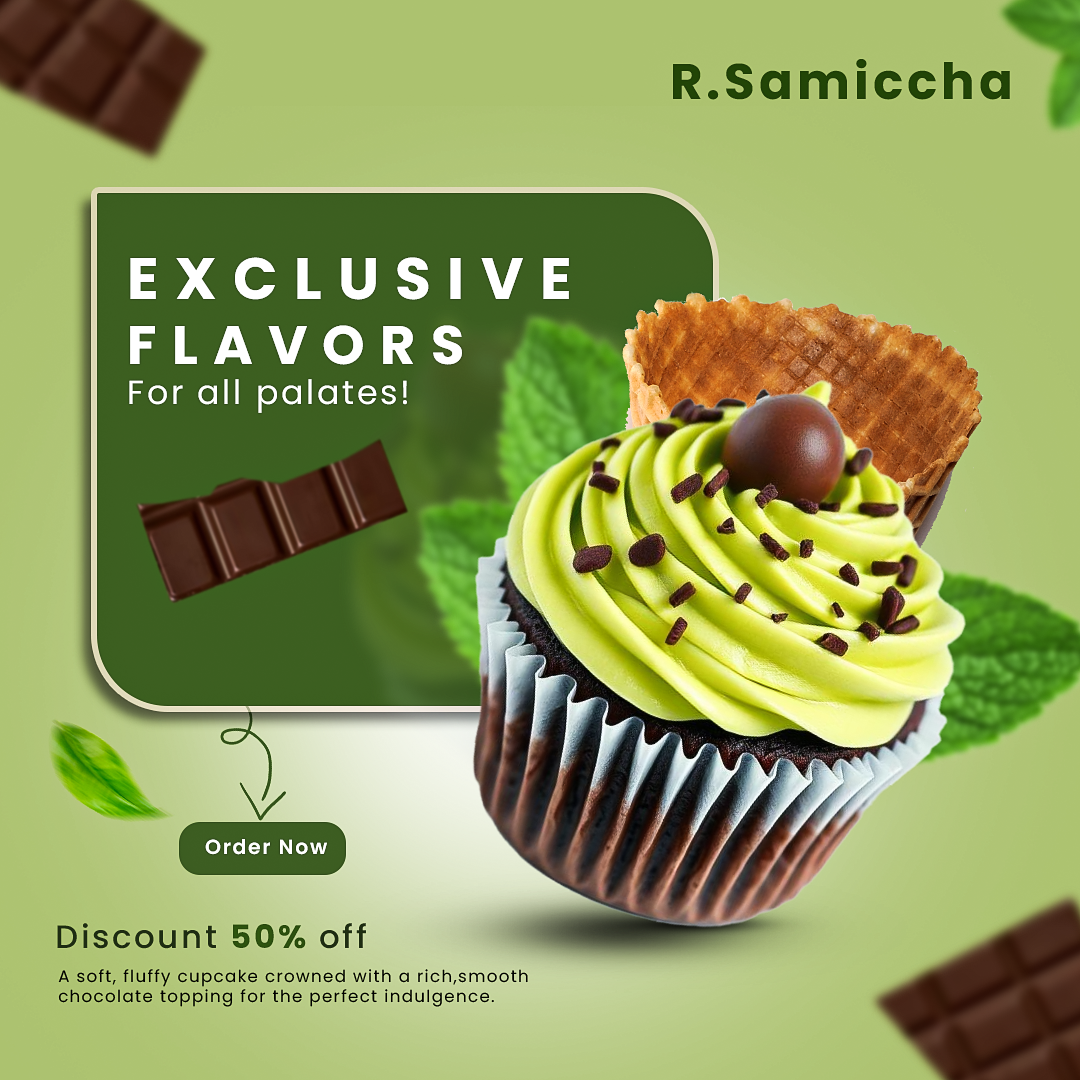 R.Samiccha
EXCLUSIVE
FLAVORS
For all palates!
Order Now
Discount 50% off
A soft, fluffy cupcake crowned with a rich,smooth
chocolate topping for the perfect indulgence.